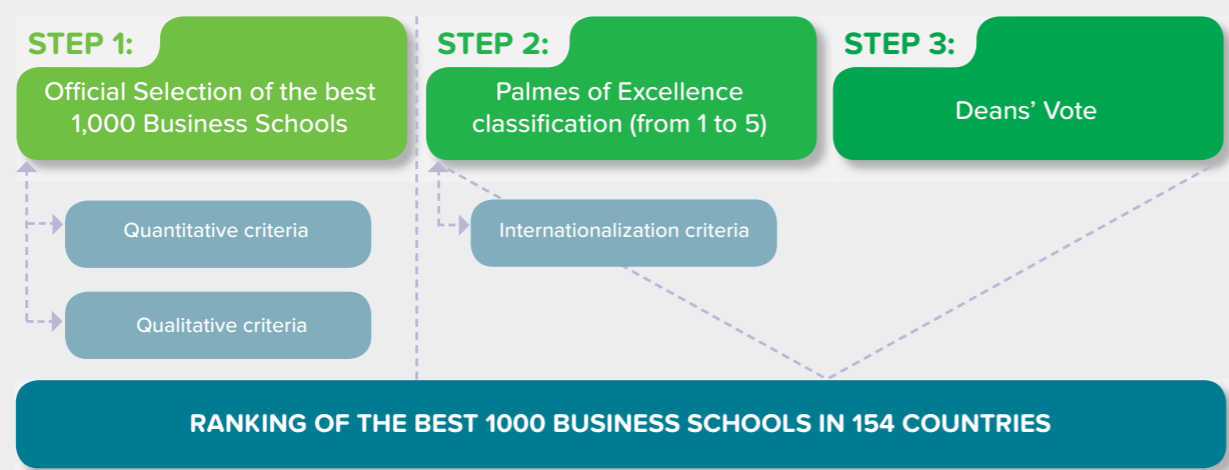 STEP 1:
Official Selection of the best
1,000 Business Schools
Quantitative criteria
Qualitative criteria
STEP 2:
Palmes of Excellence
classification (from 1 to 5)
Internationalization criteria
STEP 3:
Deans’ Vote
RANKING OF THE BEST 1000 BUSINESS SCHOOLS IN 154 COUNTRIES